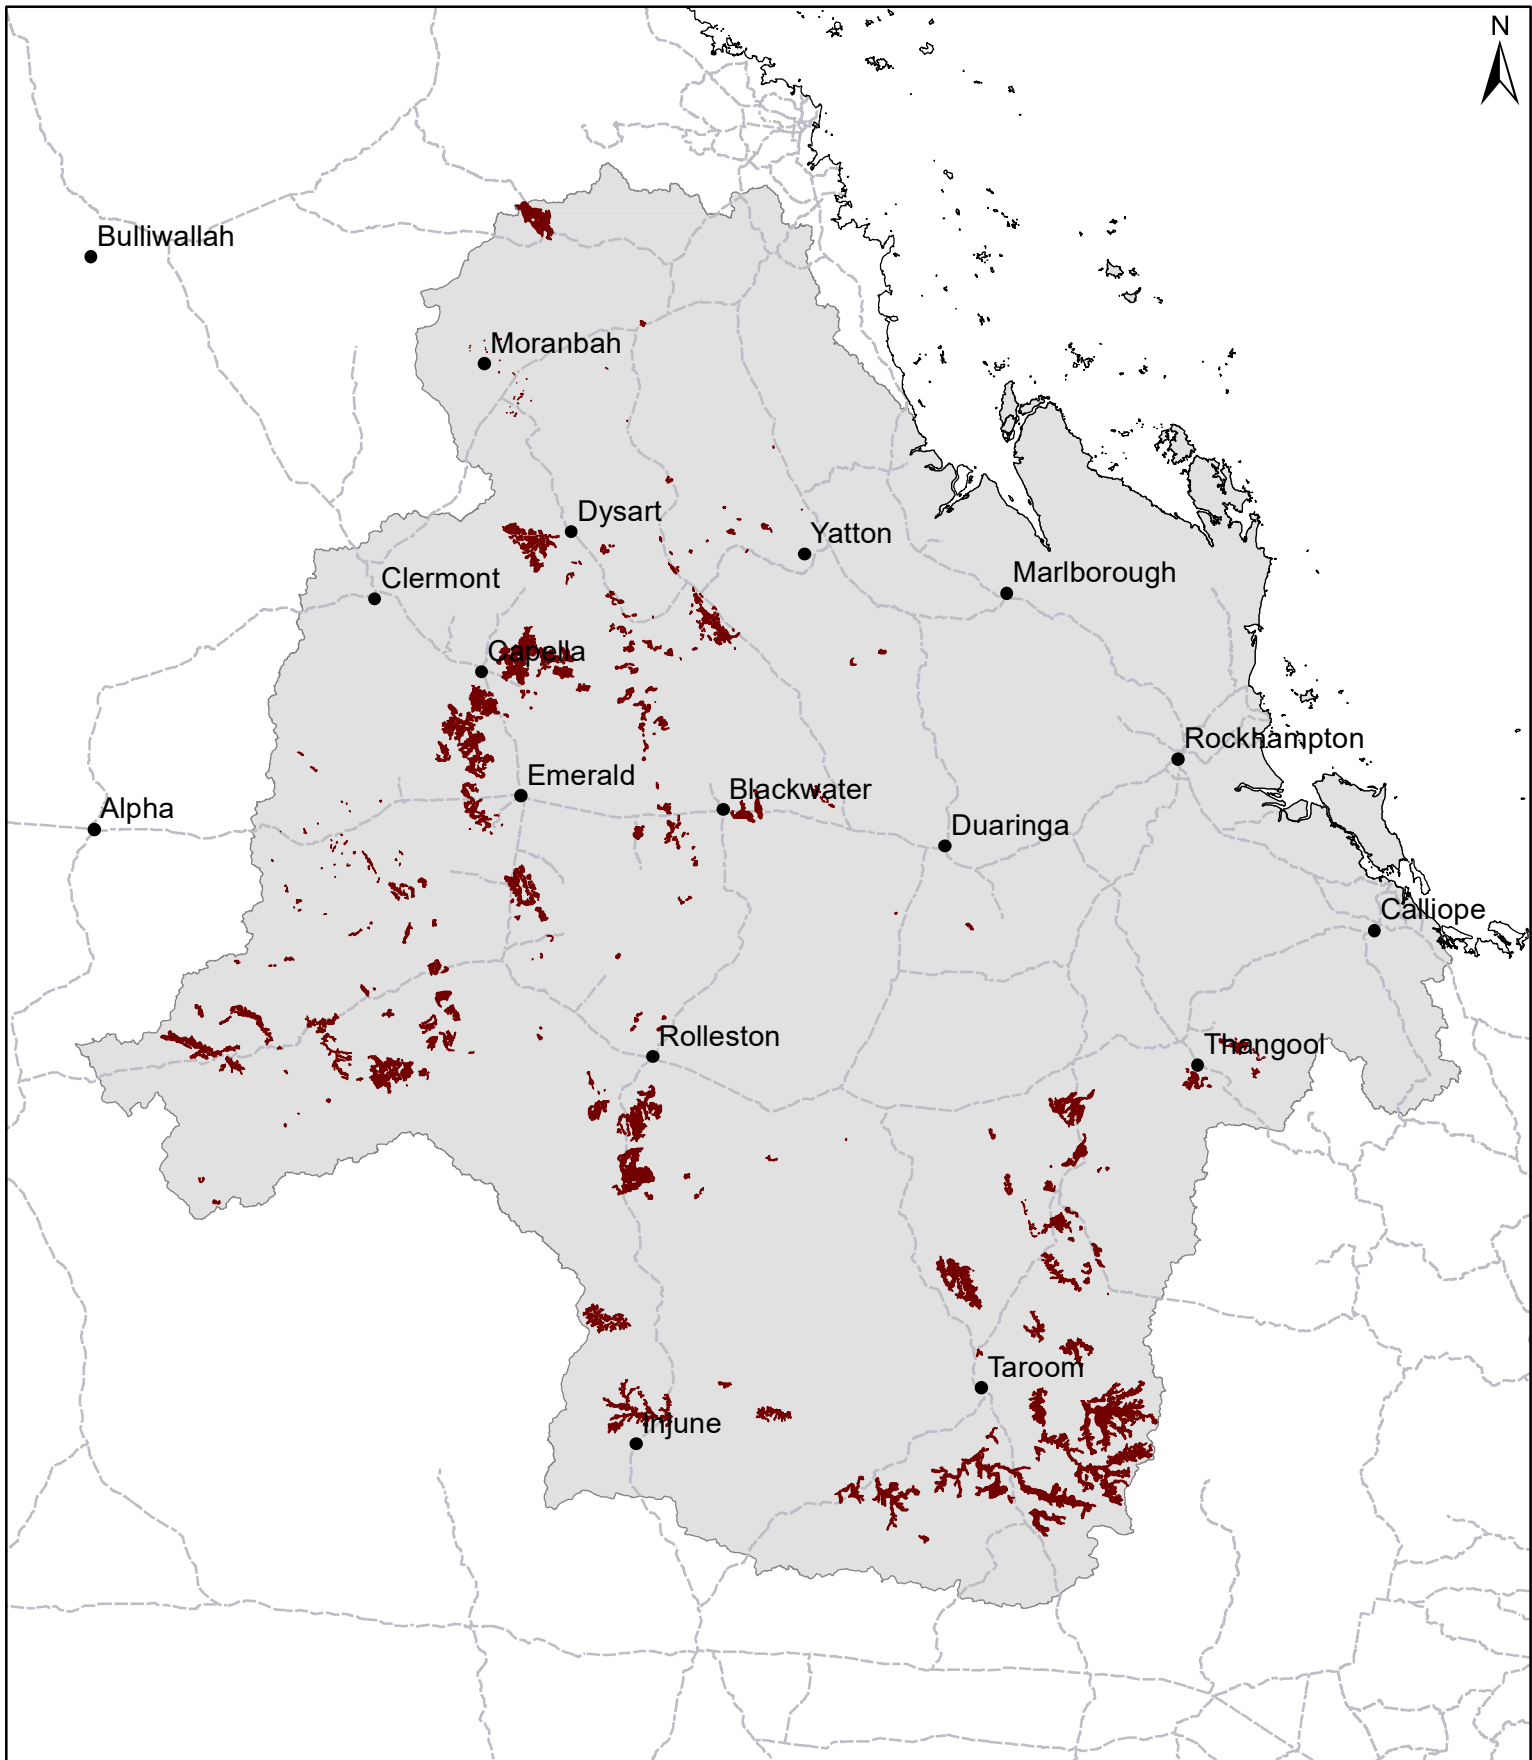 N
Bulliwallah
Moranbah
Dysart
Yatton
Clermont
Marlborough
Capella
Rockhampton
Emerald
Blackwater
Alpha
Duaringa
Calliope
Rolleston
Thangool
Taroom
Injune